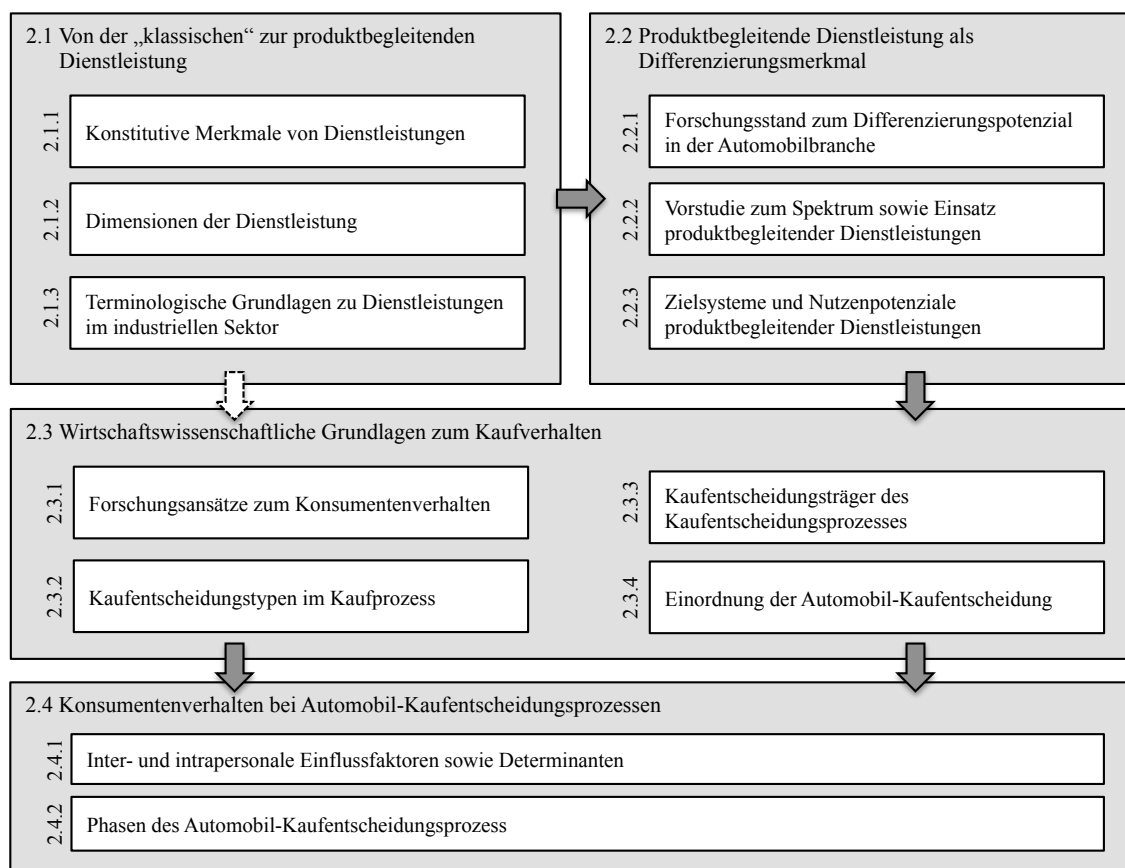 2.1 Von der „klassischen“ zur produktbegleitenden
Dienstleistung
2.1.1
Konstitutive Merkmale von Dienstleistungen
2.1.2
Dimensionen der Dienstleistung
2.1.3
Terminologische Grundlagen zu Dienstleistungen
im industriellen Sektor
2.2 Produktbegleitende Dienstleistung als
Differenzierungsmerkmal
2.2.1
Forschungsstand zum Differenzierungspotenzial
in der Automobilbranche
2.2.2
Vorstudie zum Spektrum sowie Einsatz
produktbegleitender Dienstleistungen
2.2.3
Zielsysteme und Nutzenpotenziale
produktbegleitender Dienstleistungen
2.3 Wirtschaftswissenschaftliche Grundlagen zum Kaufverhalten
2.3.1
Forschungsansätze zum Konsumentenverhalten
2.3.2
Kaufentscheidungstypen im Kaufprozess
2.3.3
Kaufentscheidungsträger des
Kaufentscheidungsprozesses
2.3.4
Einordnung der Automobil-Kaufentscheidung
2.4 Konsumentenverhalten bei Automobil-Kaufentscheidungsprozessen
2.4.1
Inter- und intrapersonale Einflussfaktoren sowie Determinanten
2.4.2
Phasen des Automobil-Kaufentscheidungsprozess